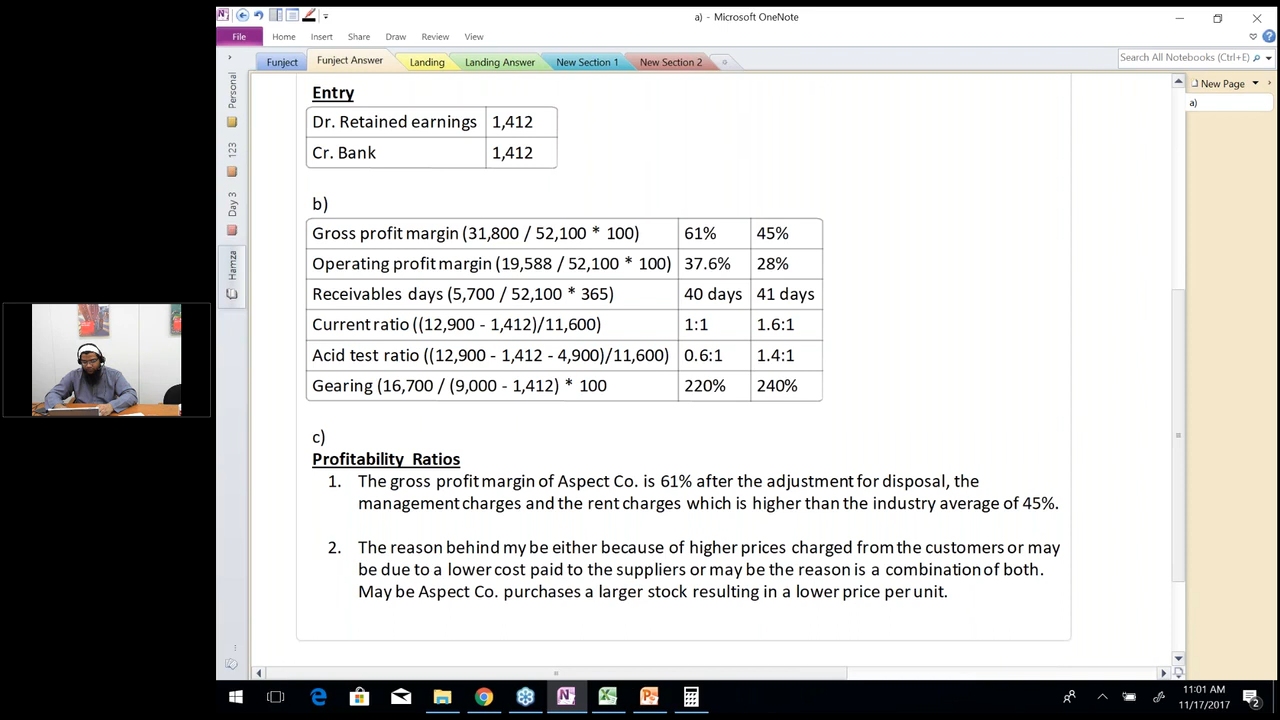 a) - Microsoft OneNote
File Home Insert Share Draw Review View
Funject Funject Answer Landing Landing Answer New Section 1 New Section 2
Search All Notebooks (Ctrl+E)
New Page
a)
Personal
123
Day 3
Hamza
Entry
Dr. Retained earnings 1,412
Cr. Bank 1,412
b)
Gross profit margin (31,800 / 52,100 * 100) 61% 45%
Operating profit margin (19,588 / 52,100 * 100) 37.6% 28%
Receivables days (5,700 / 52,100 * 365) 40 days 41 days
Current ratio ((12,900 - 1,412)/11,600) 1:1 1.6:1
Acid test ratio ((12,900 - 1,412 - 4,900)/11,600) 0.6:1 1.4:1
Gearing (16,700 / (9,000 - 1,412) * 100 220% 240%
c)
Profitability Ratios
1. The gross profit margin of Aspect Co. is 61% after the adjustment for disposal, the
management charges and the rent charges which is higher than the industry average of 45%.
2. The reason behind my be either because of higher prices charged from the customers or may
be due to a lower cost paid to the suppliers or may be the reason is a combination of both.
May be Aspect Co. purchases a larger stock resulting in a lower price per unit.
11:01 AM
11/17/2017
2